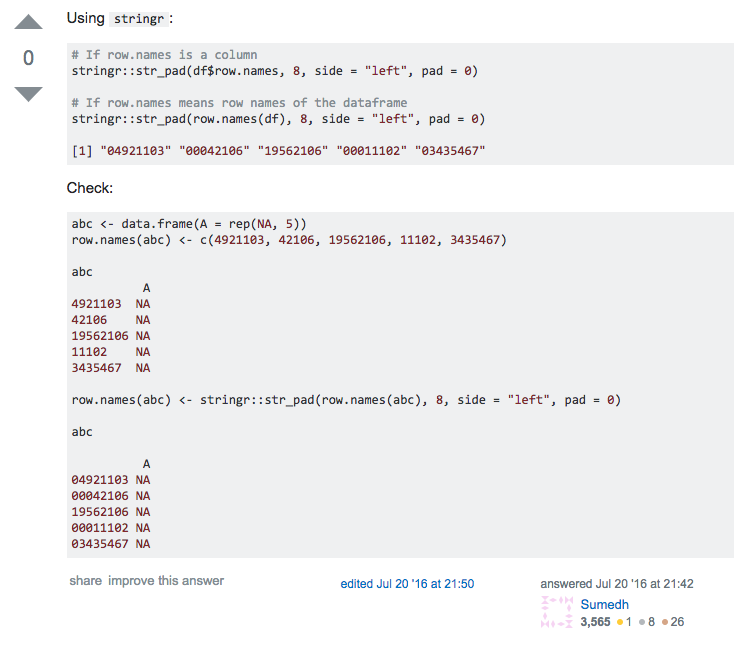 Using stringr :
0
# If row.names is a column
stringr::str_pad(df$row.names, 8, side = "left", pad = 0)
# If row.names means row names of the dataframe
stringr::str_pad(row.names(df), 8, side = "left", pad = 0)
[1] "04921103" "00042106" "19562106" "00011102" "03435467"
Check:
abc <- data.frame(A = rep(NA, 5))
row.names(abc) <- c(4921103, 42106, 19562106, 11102, 3435467)
abc
A
4921103 NA
42106 NA
19562106 NA
11102 NA
3435467 NA
row.names(abc) <- stringr::str_pad(row.names(abc), 8, side = "left", pad = 0)
abc
A
04921103 NA
00042106 NA
19562106 NA
00011102 NA
03435467 NA
share improve this answer
edited Jul 20 '16 at 21:50
answered Jul 20 '16 at 21:42
Sumedh
3,565 1 8 26